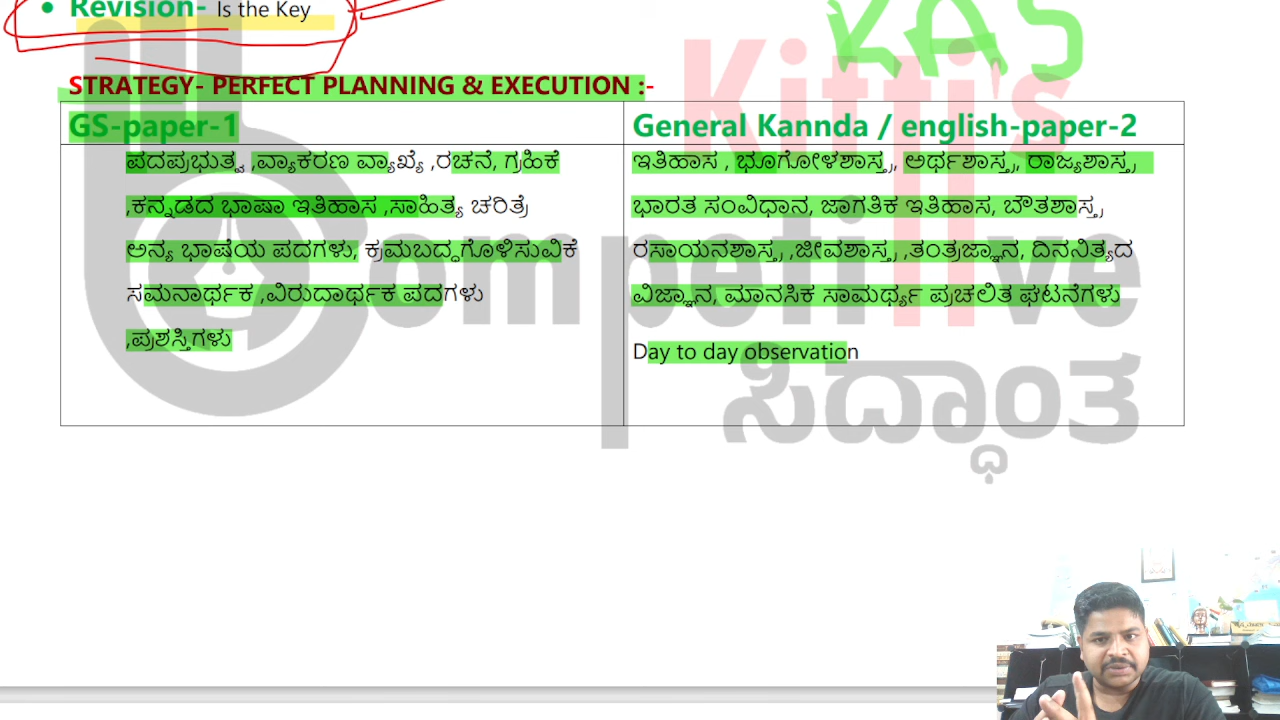 • Revision- Is the Key
KAS
STRATEGY- PERFECT PLANNING & EXECUTION :-
GS-paper-1
ಪದಪ್ರಭುತ್ವ ,ವ್ಯಾಕರಣ ವ್ಯಾಖ್ಯೆ ,ರಚನೆ, ಗ್ರಹಿಕೆ
,ಕನ್ನಡದ ಭಾಷಾ ಇತಿಹಾಸ ,ಸಾಹಿತ್ಯ ಚರಿತ್ರೆ
ಅನ್ಯ ಭಾಷೆಯ ಪದಗಳು, ಕ್ರಮಬದ್ದಗೊಳಿಸುವಿಕೆ
ಸಮನಾರ್ಥಕ ,ವಿರುದಾರ್ಥಕ ಪದಗಳು
,ಪ್ರಶಸ್ತಿಗಳು
General Kannda / english-paper-2
ಇತಿಹಾಸ , ಭೂಗೋಳಶಾಸ್ತ್ರ, ಅರ್ಥಶಾಸ್ತ್ರ, ರಾಜ್ಯಶಾಸ್ತ್ರ,
ಭಾರತ ಸಂವಿಧಾನ, ಜಾಗತಿಕ ಇತಿಹಾಸ, ಬೌತಶಾಸ್ತ್ರ,
ರಸಾಯನಶಾಸ್ತ್ರ ,ಜೀವಶಾಸ್ತ್ರ ,ತಂತ್ರಜ್ಞಾನ, ದಿನನಿತ್ಯದ
ವಿಜ್ಞಾನ, ಮಾನಸಿಕ ಸಾಮರ್ಥ್ಯ ಪ್ರಚಲಿತ ಘಟನೆಗಳು
Day to day observation
Kitti's
Competitive
ಸಿದ್ಧಾಂತ